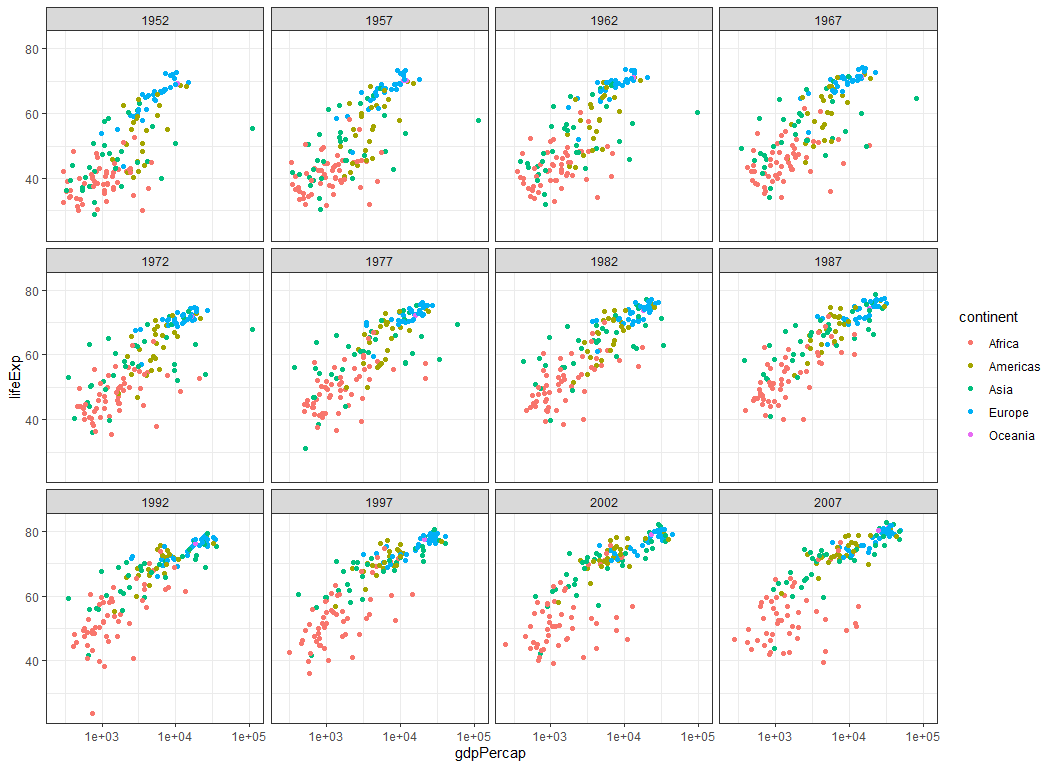 1952 1957 1962 1967
80
60
40
1972 1977 1982 1987
80
60
40
continent
Africa
Americas
Asia
Europe
Oceania
lifeExp
1992 1997 2002 2007
80
60
40
1e+03 1e+04 1e+05 1e+03 1e+04 1e+05 1e+03 1e+04 1e+05 1e+03 1e+04 1e+05
gdpPercap